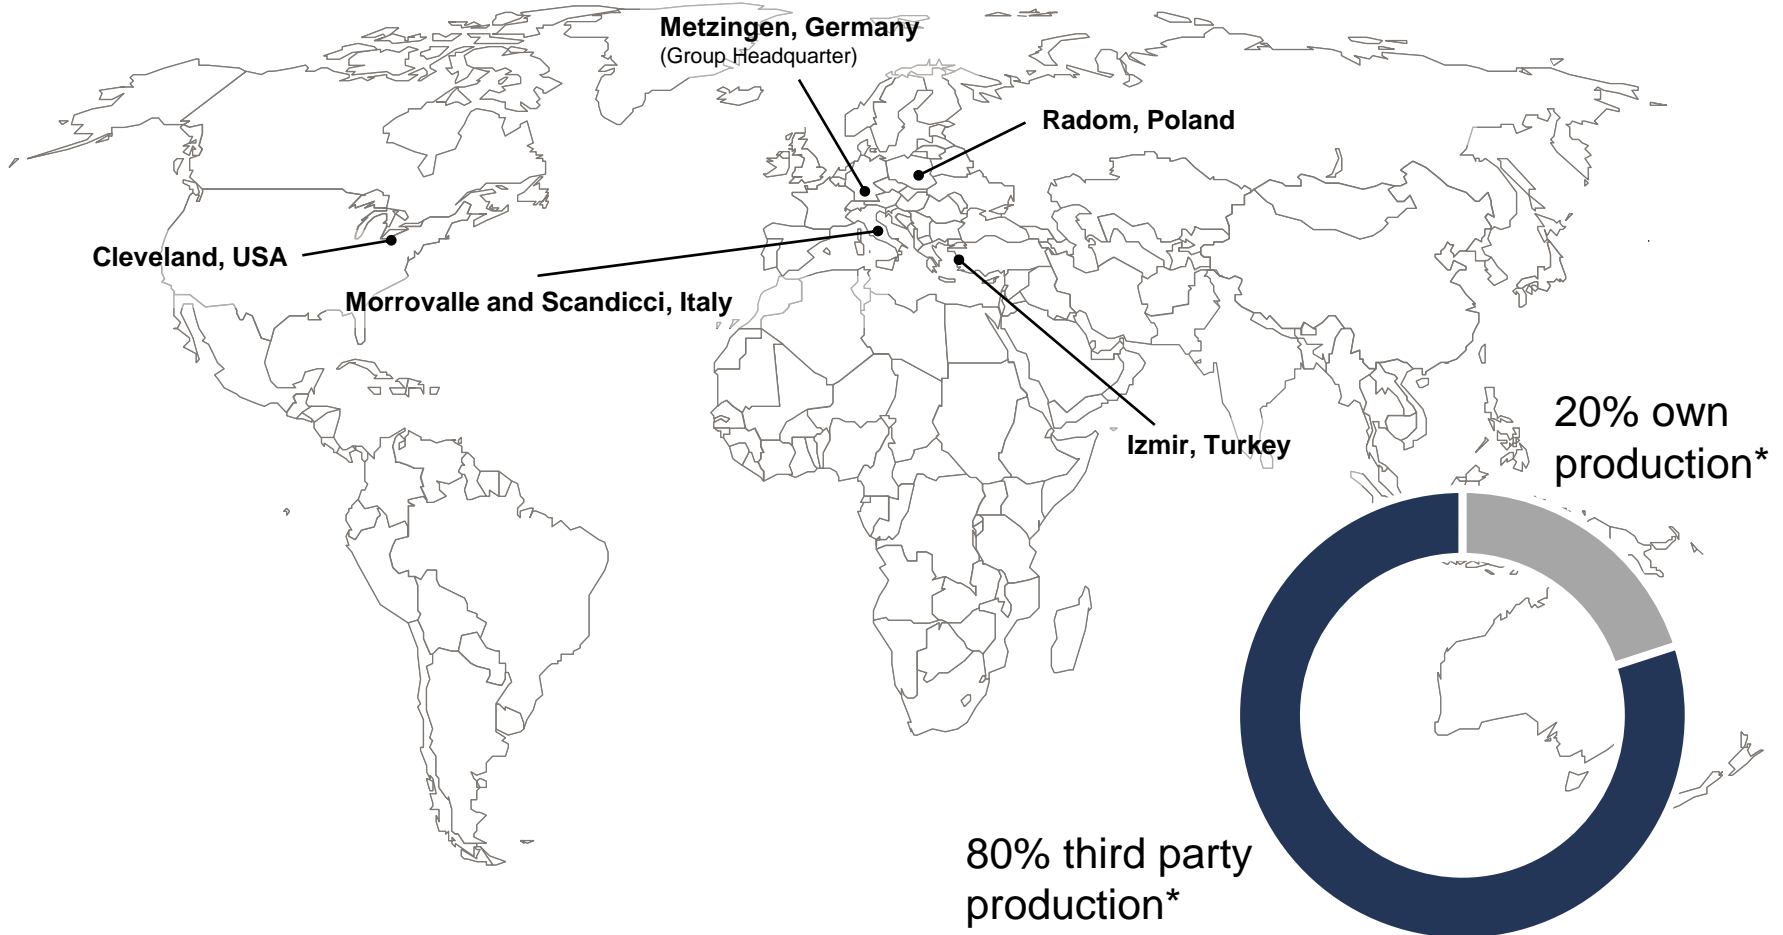 Metzingen, Germany
(Group Headquarter)
Radom, Poland
Cleveland, USA
Morrovalle and Scandicci, Italy
Izmir, Turkey
20% own
production*
80% third party
production*